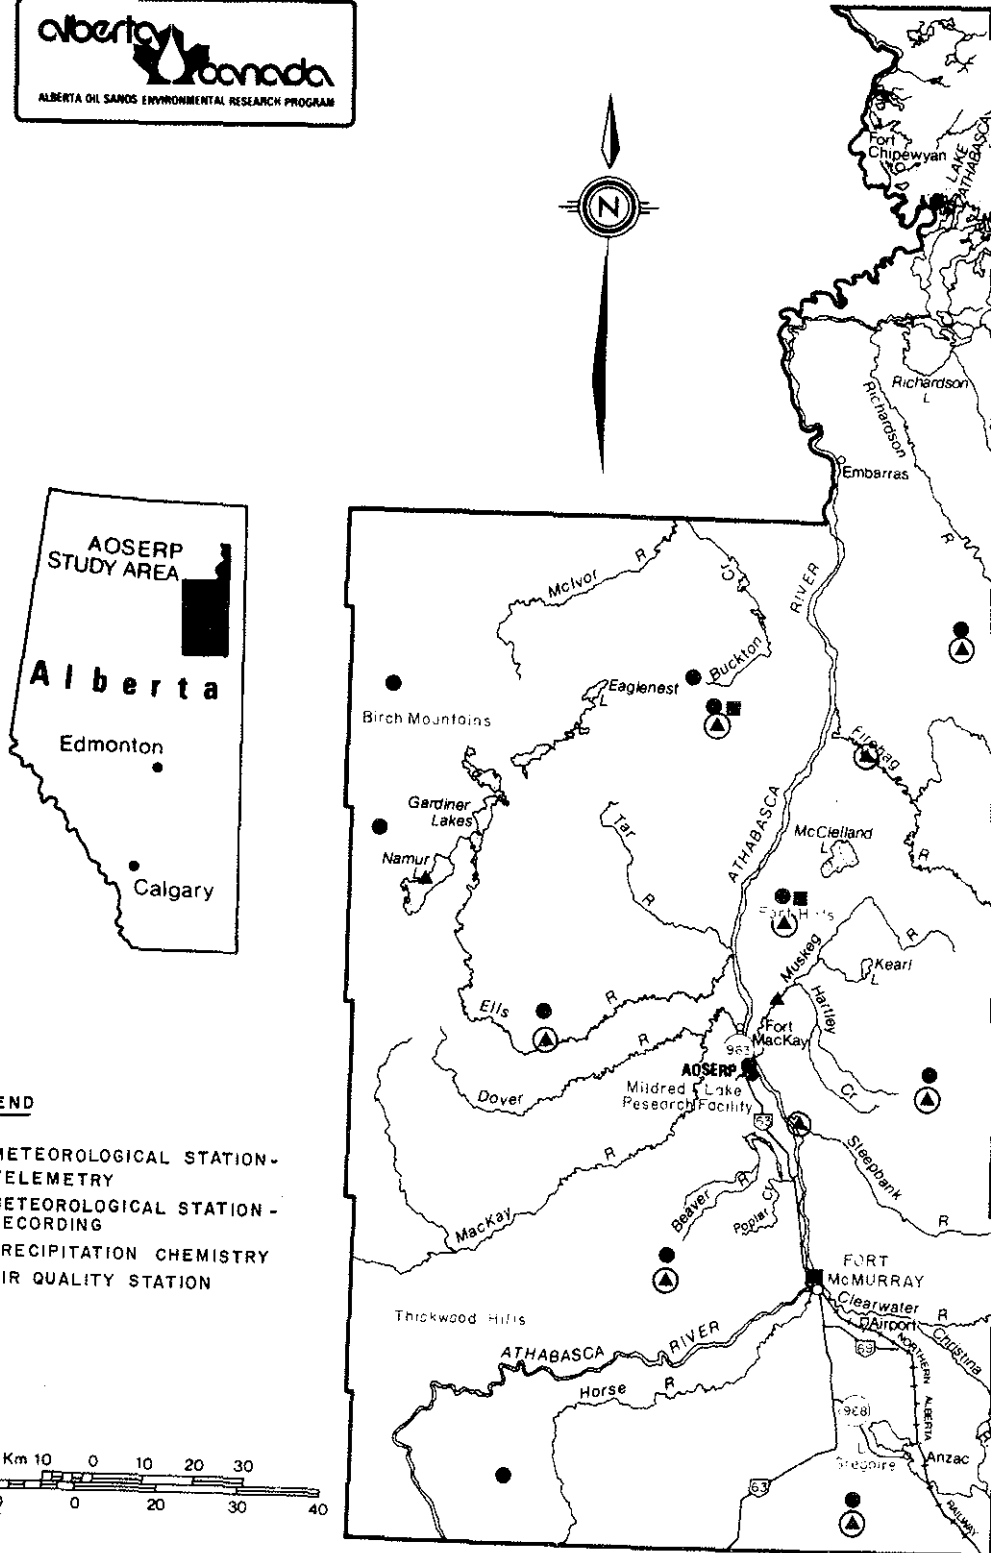 alberta
canada
ALBERTA OIL SANDS ENVIRONMENTAL RESEARCH PROGRAM
N
Fort
Chipewyan
LAKE
ATHABASCA
Richardson
L
Richardson
R
Embarras
AOSERP
STUDY AREA
Alberta
Edmonton
Calgary
McIvor
R
Cr
Buckton
RIVER
Birch Mountains
Eaglenest
L
Firebag
R
Gardiner
Lakes
Namur
L
Tar
R
ATHABASCA
McClelland
L
Fort Hills
Muskeg
R
Kearl
L
Hartley
Cr
Ells
R
Fort
MacKay
963
AOSERP
Mildred Lake
Research Facility
Dover
R
63
Steepbank
R
MacKay
R
Beaver
R
Poplar
Cr
END
METEOROLOGICAL STATION-
TELEMETRY
METEOROLOGICAL STATION-
RECORDING
PRECIPITATION CHEMISTRY
AIR QUALITY STATION
FORT
McMURRAY
Clearwater
R
Airport
Christina
69
NORTHERN
ALBERTA
RAILWAY
Thickwood Hills
ATHABASCA
RIVER
Horse
R
968
L
Gregoire
Anzac
63
Km 10 0 10 20 30
0 20 30 40